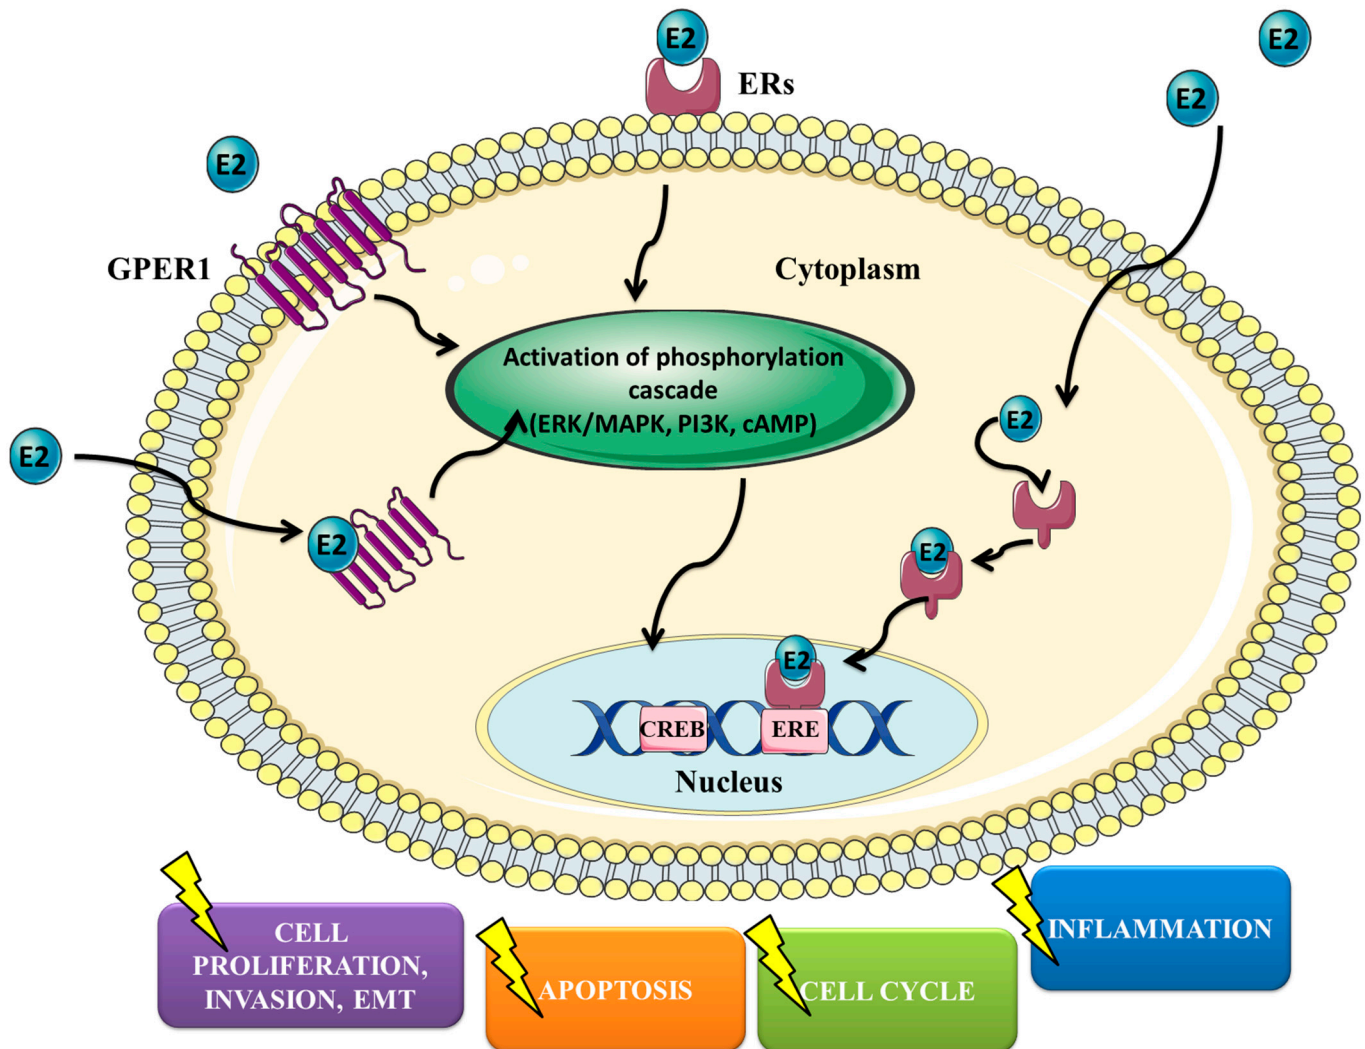 E2
ERs
E2
E2
E2
GPER1
Cytoplasm
Activation of phosphorylation
cascade
(ERK/MAPK, PI3K, cAMP)
E2
E2
E2
E2
E2
CREB
ERE
Nucleus
CELL
PROLIFERATION,
INVASION, EMT
APOPTOSIS
CELL CYCLE
INFLAMMATION